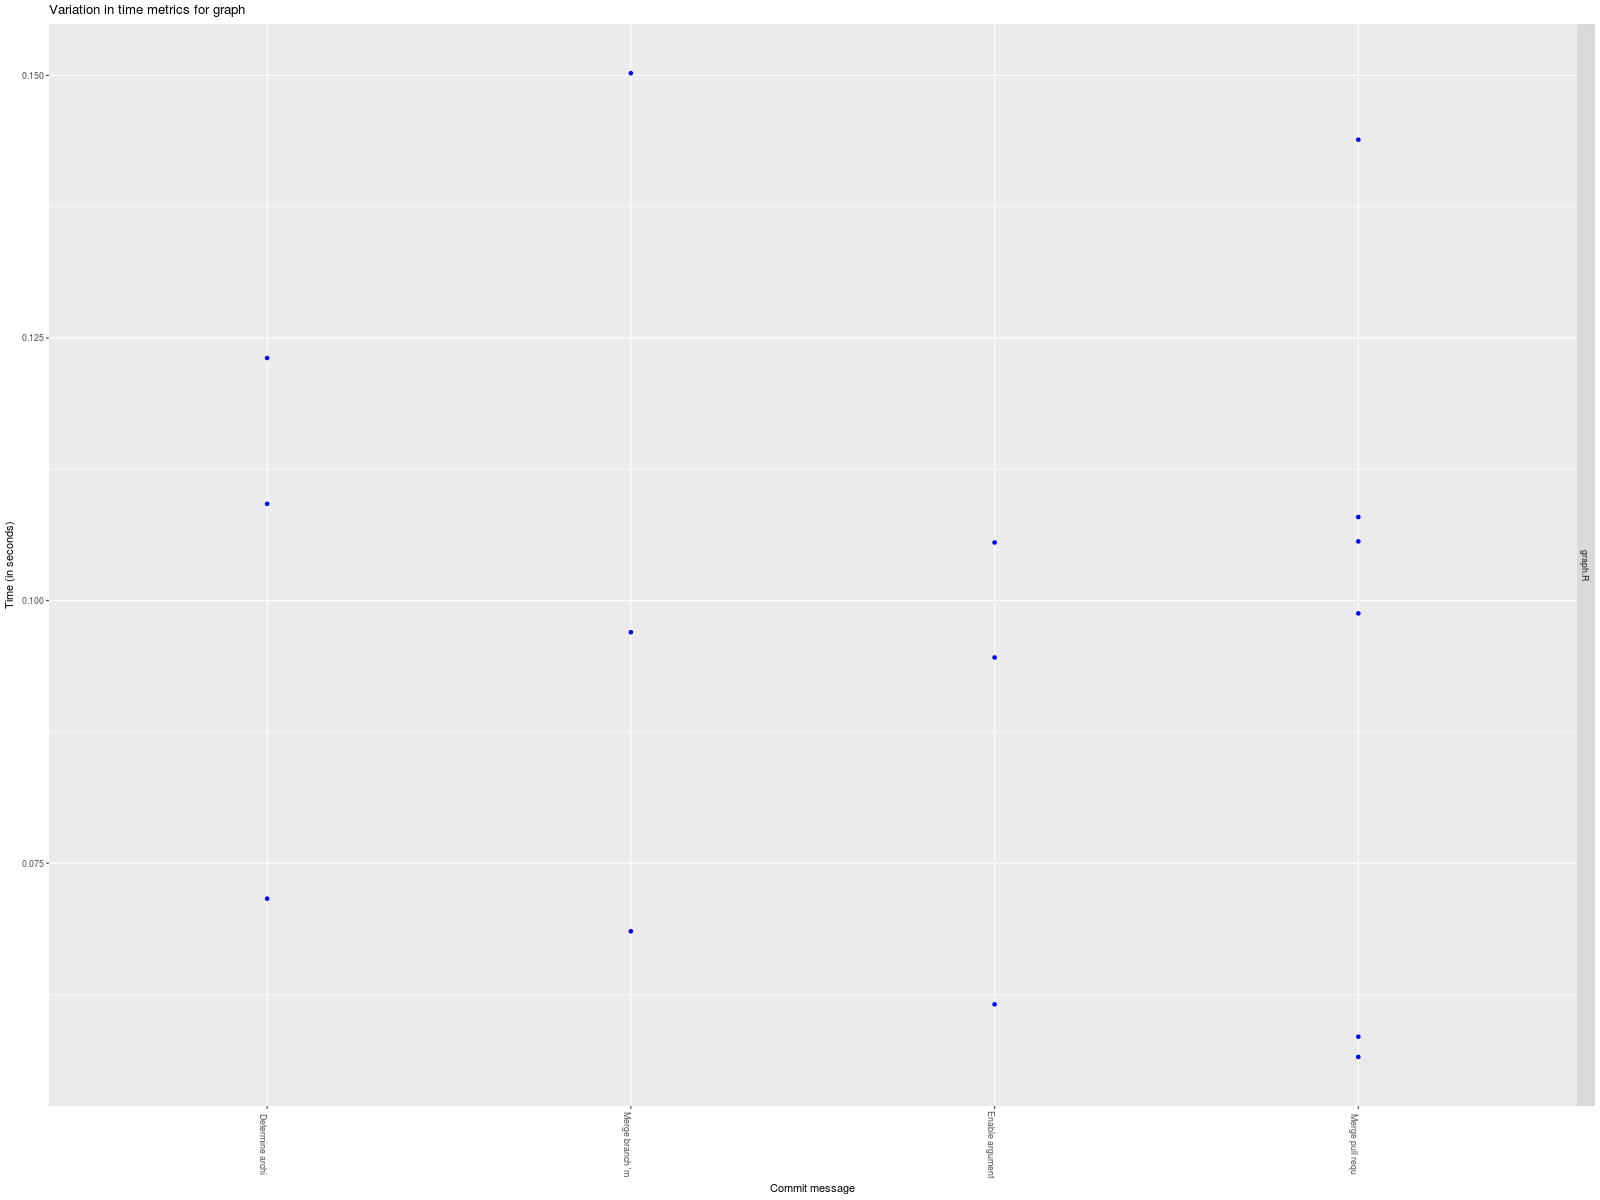 Variation in time metrics for graph
Time (in seconds)
0.150
0.125
0.100
0.075
graph.R
Determine archi
Merge branch 'm
Enable argument
Merge pull requ
Commit message